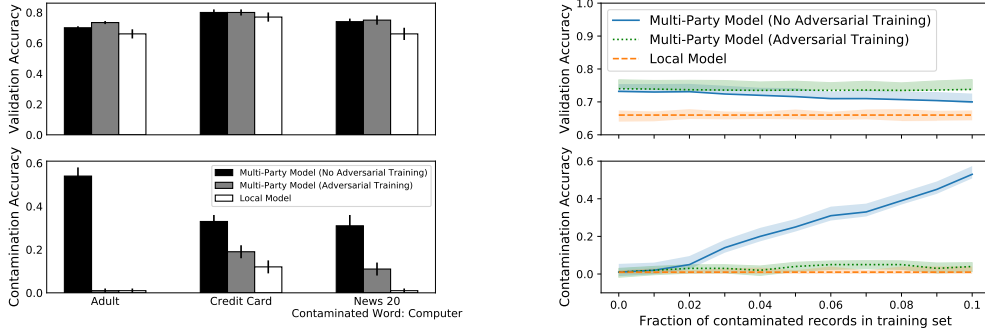 Validation Accuracy
0.8
0.6
0.4
0.2
0.0
Contamination Accuracy
0.6
0.4
0.2
0.0
Multi-Party Model (No Adversarial Training)
Multi-Party Model (Adversarial Training)
Local Model
Adult
Credit Card
News 20
Contaminated Word: Computer
Validation Accuracy
1.0
0.9
0.8
0.7
0.6
Multi-Party Model (No Adversarial Training)
Multi-Party Model (Adversarial Training)
Local Model
Contamination Accuracy
0.4
0.2
0.0
0.0
0.02
0.04
0.06
0.08
0.1
Fraction of contaminated records in training set